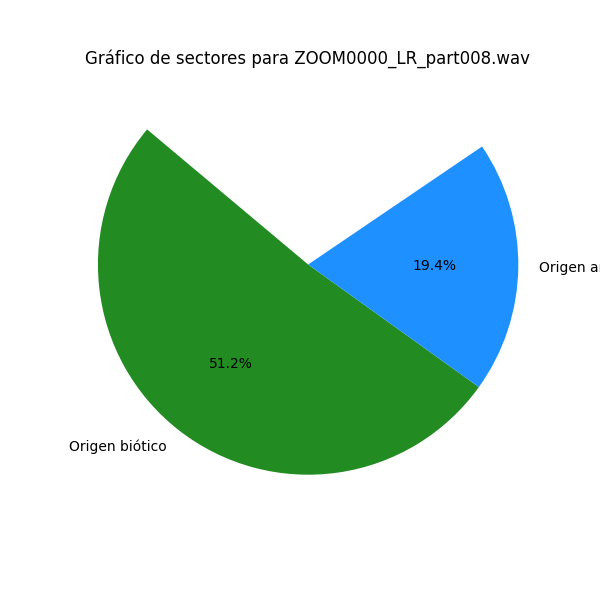 Gráfico de sectores para ZOOM0000_LR_part008.wav
19.4%
Origen
51.2%
Origen biótico